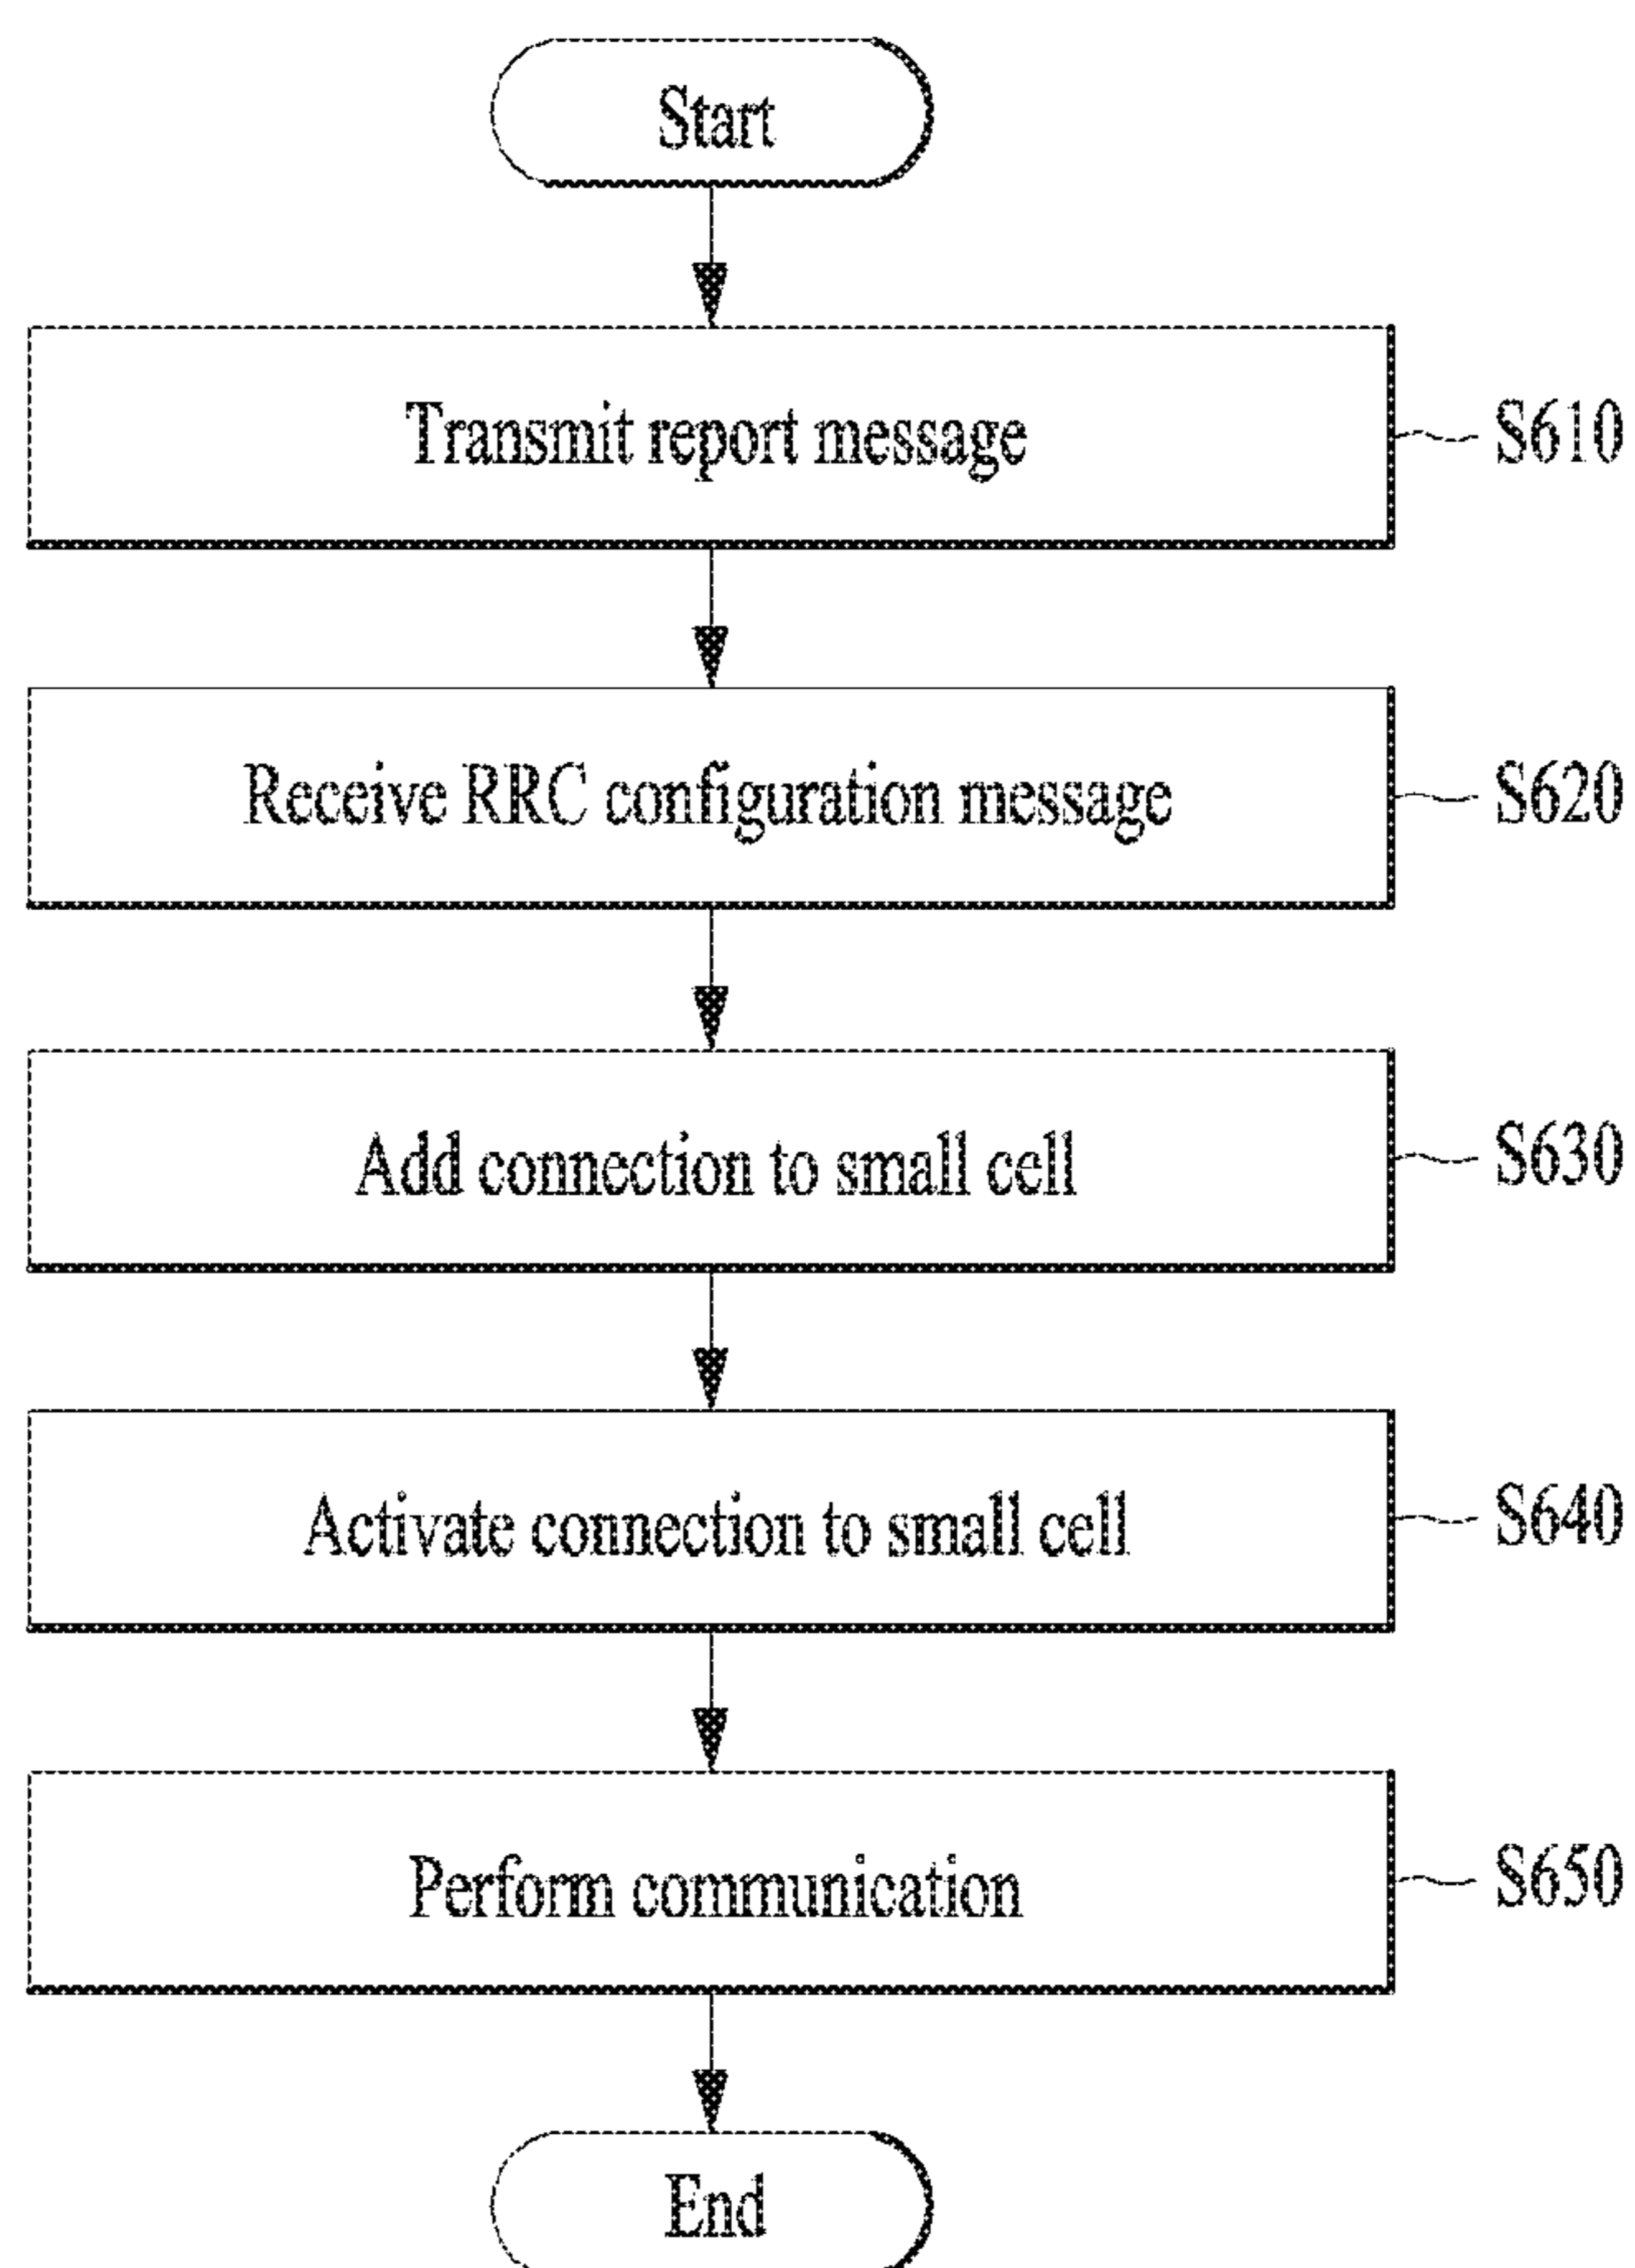 Start
Transmit report message
S610
Receive RRC configuration message
S620
Add connection to small cell
S630
Activate connection to small cell
S640
Perform communication
S650
End